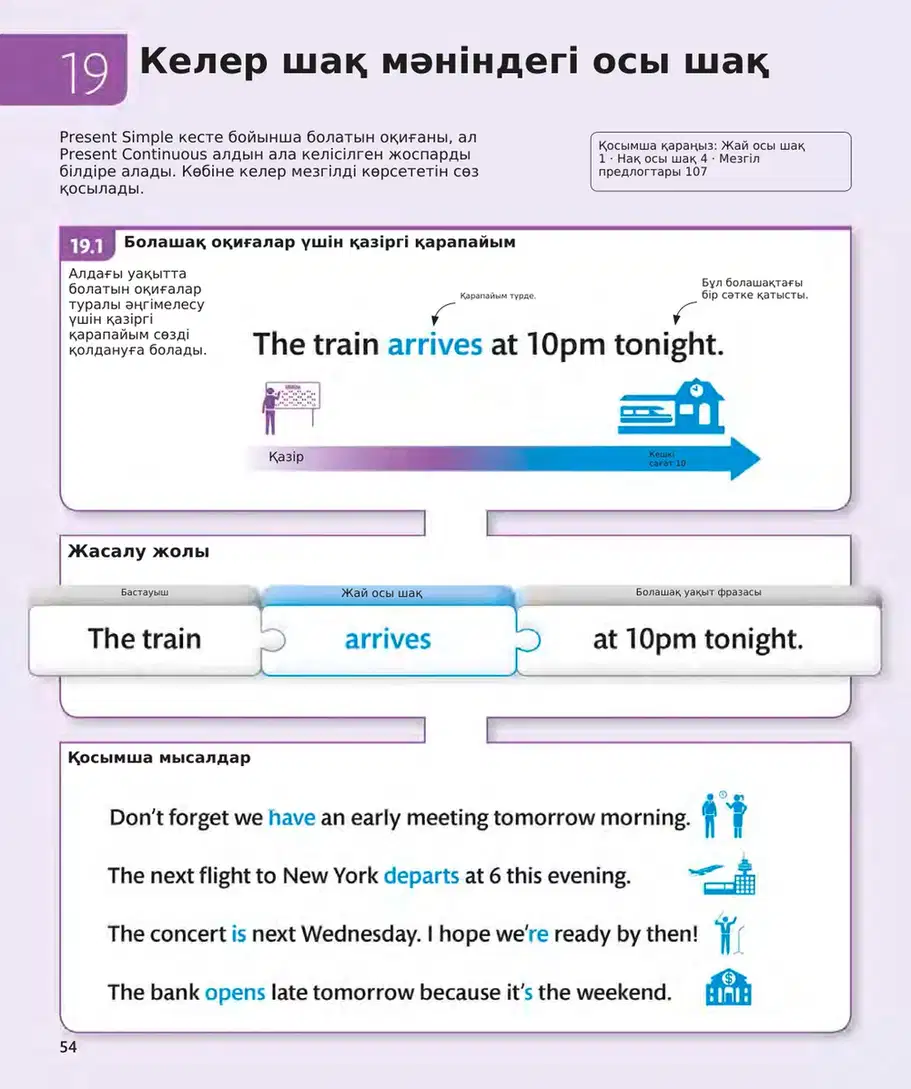 19
Келер шақ мәніндегі осы шақ
Present Simple кесте бойынша болатын оқиғаны, ал
Present Continuous алдын ала келісілген жоспарды
білдіре алады. Көбіне келер мезгілді көрсететін сөз
қосылады.
Қосымша қараңыз: Жай осы шақ
1 · Нақ осы шақ 4 · Мезгіл
предлогтары 107
19.1 Болашақ оқиғалар үшін қазіргі қарапайым
Алдағы уақытта
болатын оқиғалар
туралы әңгімелесу
үшін қазіргі
қарапайым сөзді
қолдануға болады.
Қарапайым түрде.
Бұл болашақтағы
бір сәтке қатысты.
The train arrives at 10pm tonight.
Қазір
Кешкі
сағат 10
Жасалу жолы
Бастауыш
Жай осы шақ
Болашақ уақыт фразасы
The train
arrives
at 10pm tonight.
Қосымша мысалдар
Don't forget we have an early meeting tomorrow morning.
The next flight to New York departs at 6 this evening.
The concert is next Wednesday. I hope we're ready by then!
The bank opens late tomorrow because it's the weekend.
54